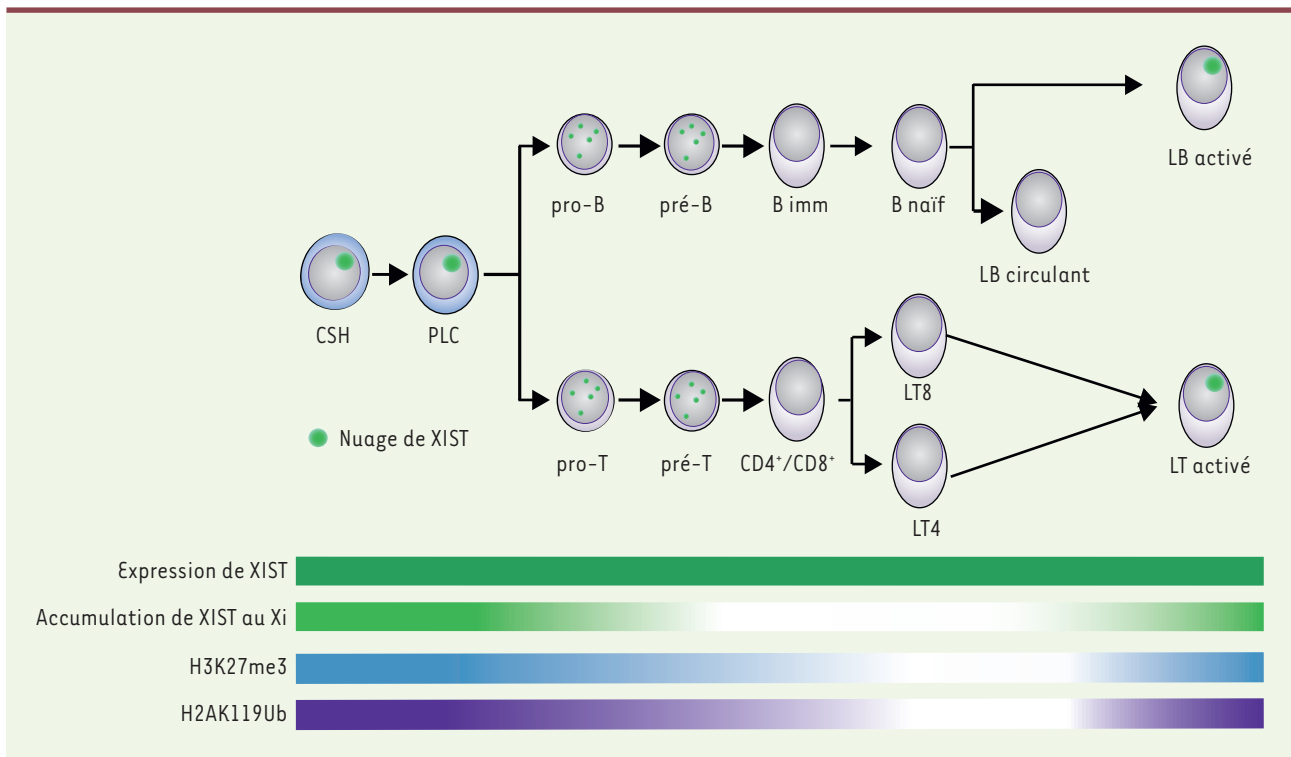 LB activé
pro-B
pré-B
B imm
B naïf
LB circulant
CSH
PLC
LT8
Nuage de XIST
pro-T
pré-T
CD4⁺/CD8⁺
LT activé
LT4
Expression de XIST
Accumulation de XIST au Xi
H3K27me3
H2AK119Ub